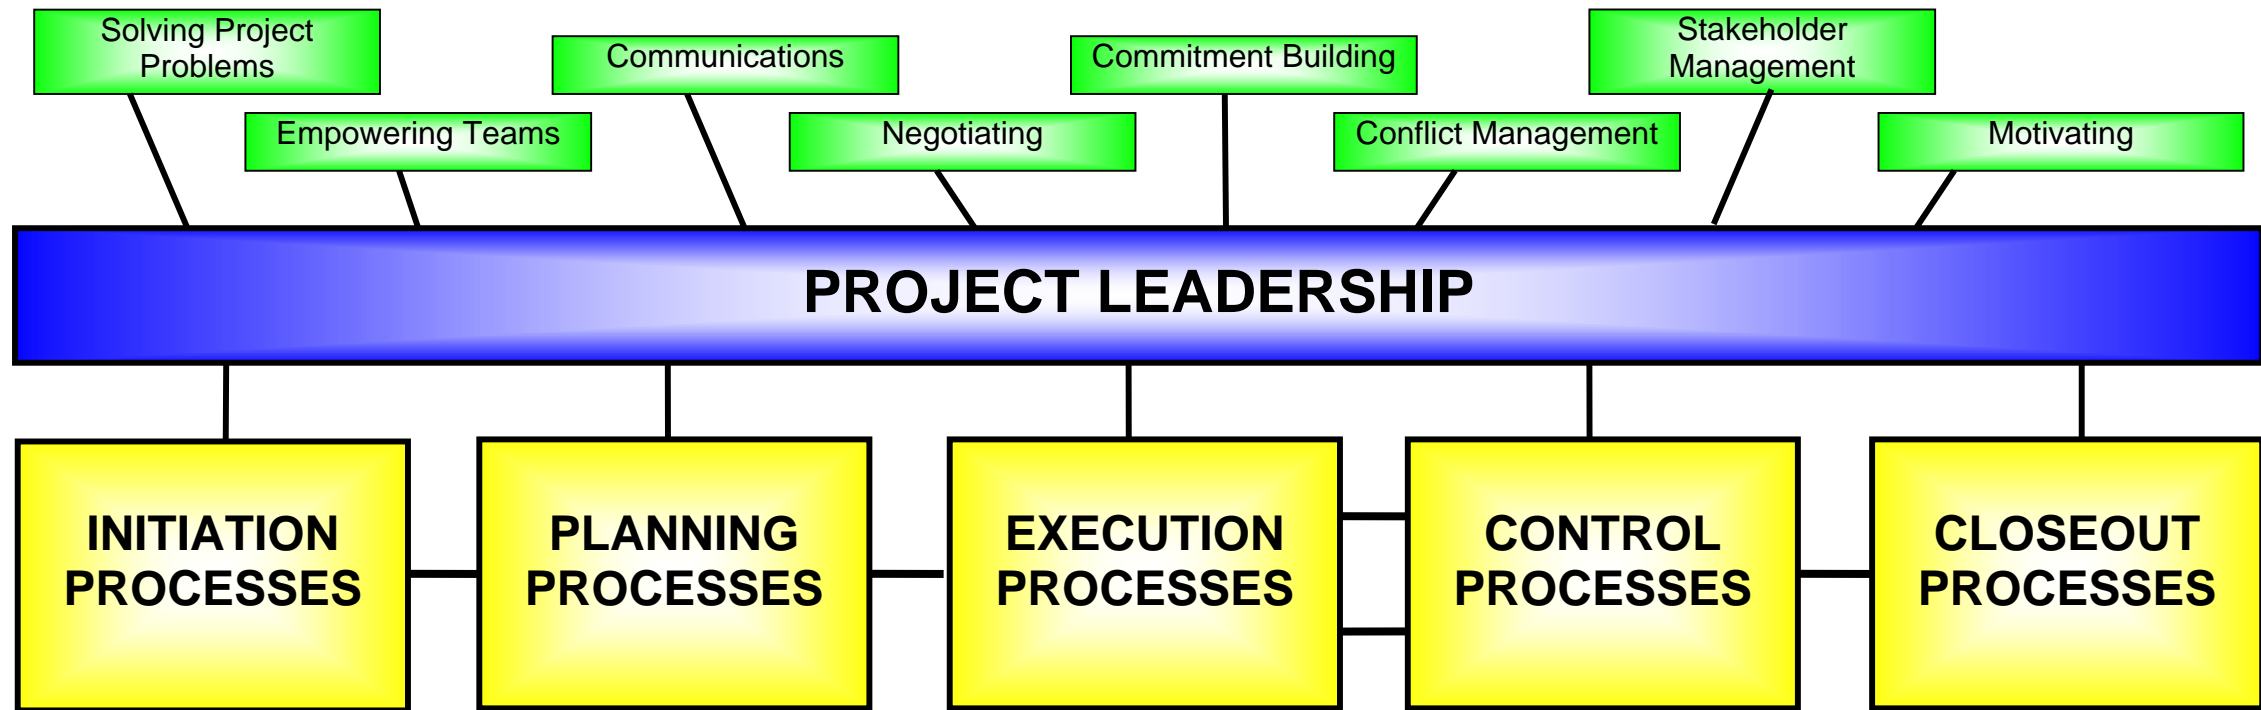 Solving Project
Problems
Communications
Commitment Building
Stakeholder
Management
Empowering Teams
Negotiating
Conflict Management
Motivating
PROJECT LEADERSHIP
INITIATION
PROCESSES
PLANNING
PROCESSES
EXECUTION
PROCESSES
CONTROL
PROCESSES
CLOSEOUT
PROCESSES